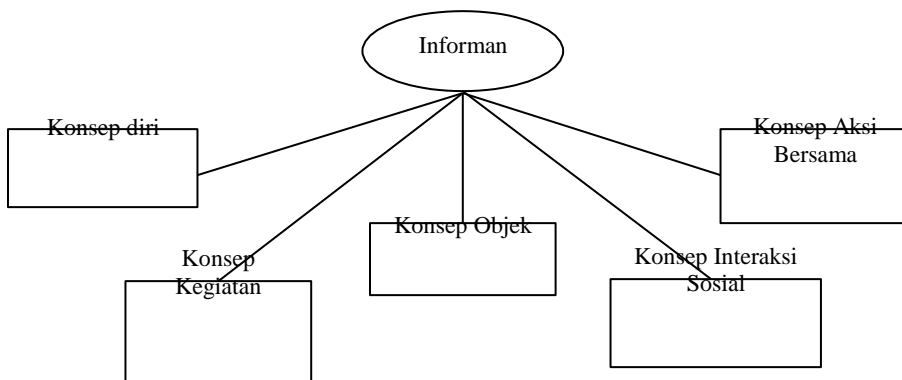 Informan
Konsep diri
Konsep Aksi
Bersama
Konsep Objek
Konsep
Kegiatan
Konsep Interaksi
Sosial